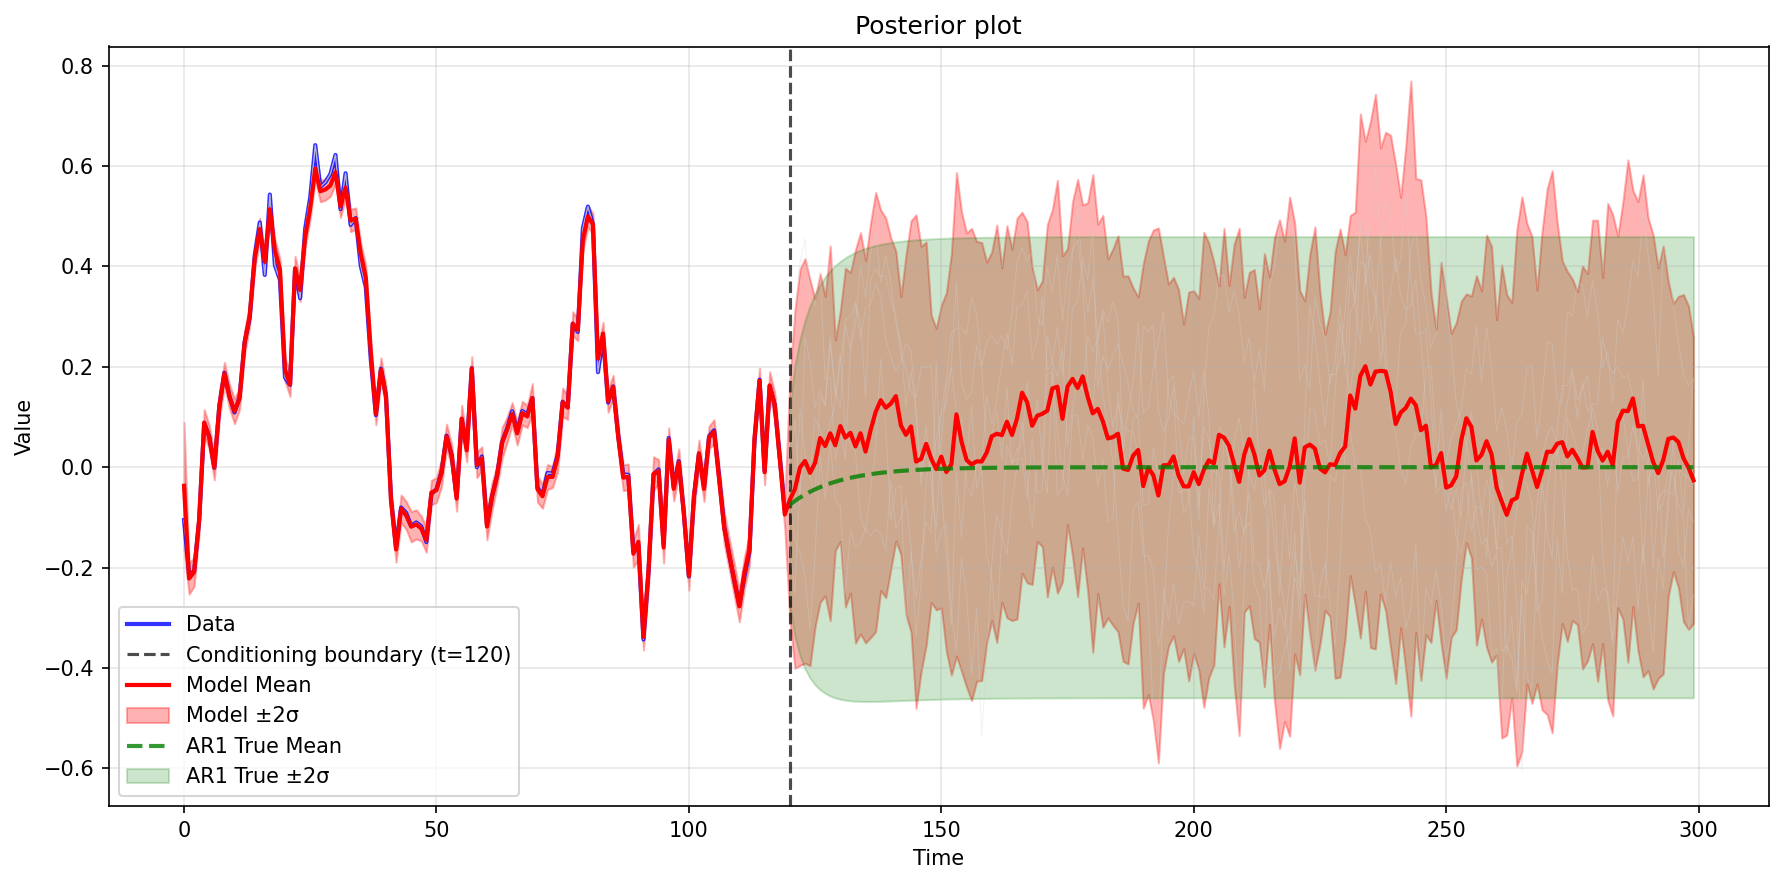 Posterior plot
Value
0.8
0.6
0.4
0.2
0.0
−0.2
−0.4
−0.6
Data
Conditioning boundary (t=120)
Model Mean
Model ±2σ
AR1 True Mean
AR1 True ±2σ
0 50 100 150 200 250 300
Time